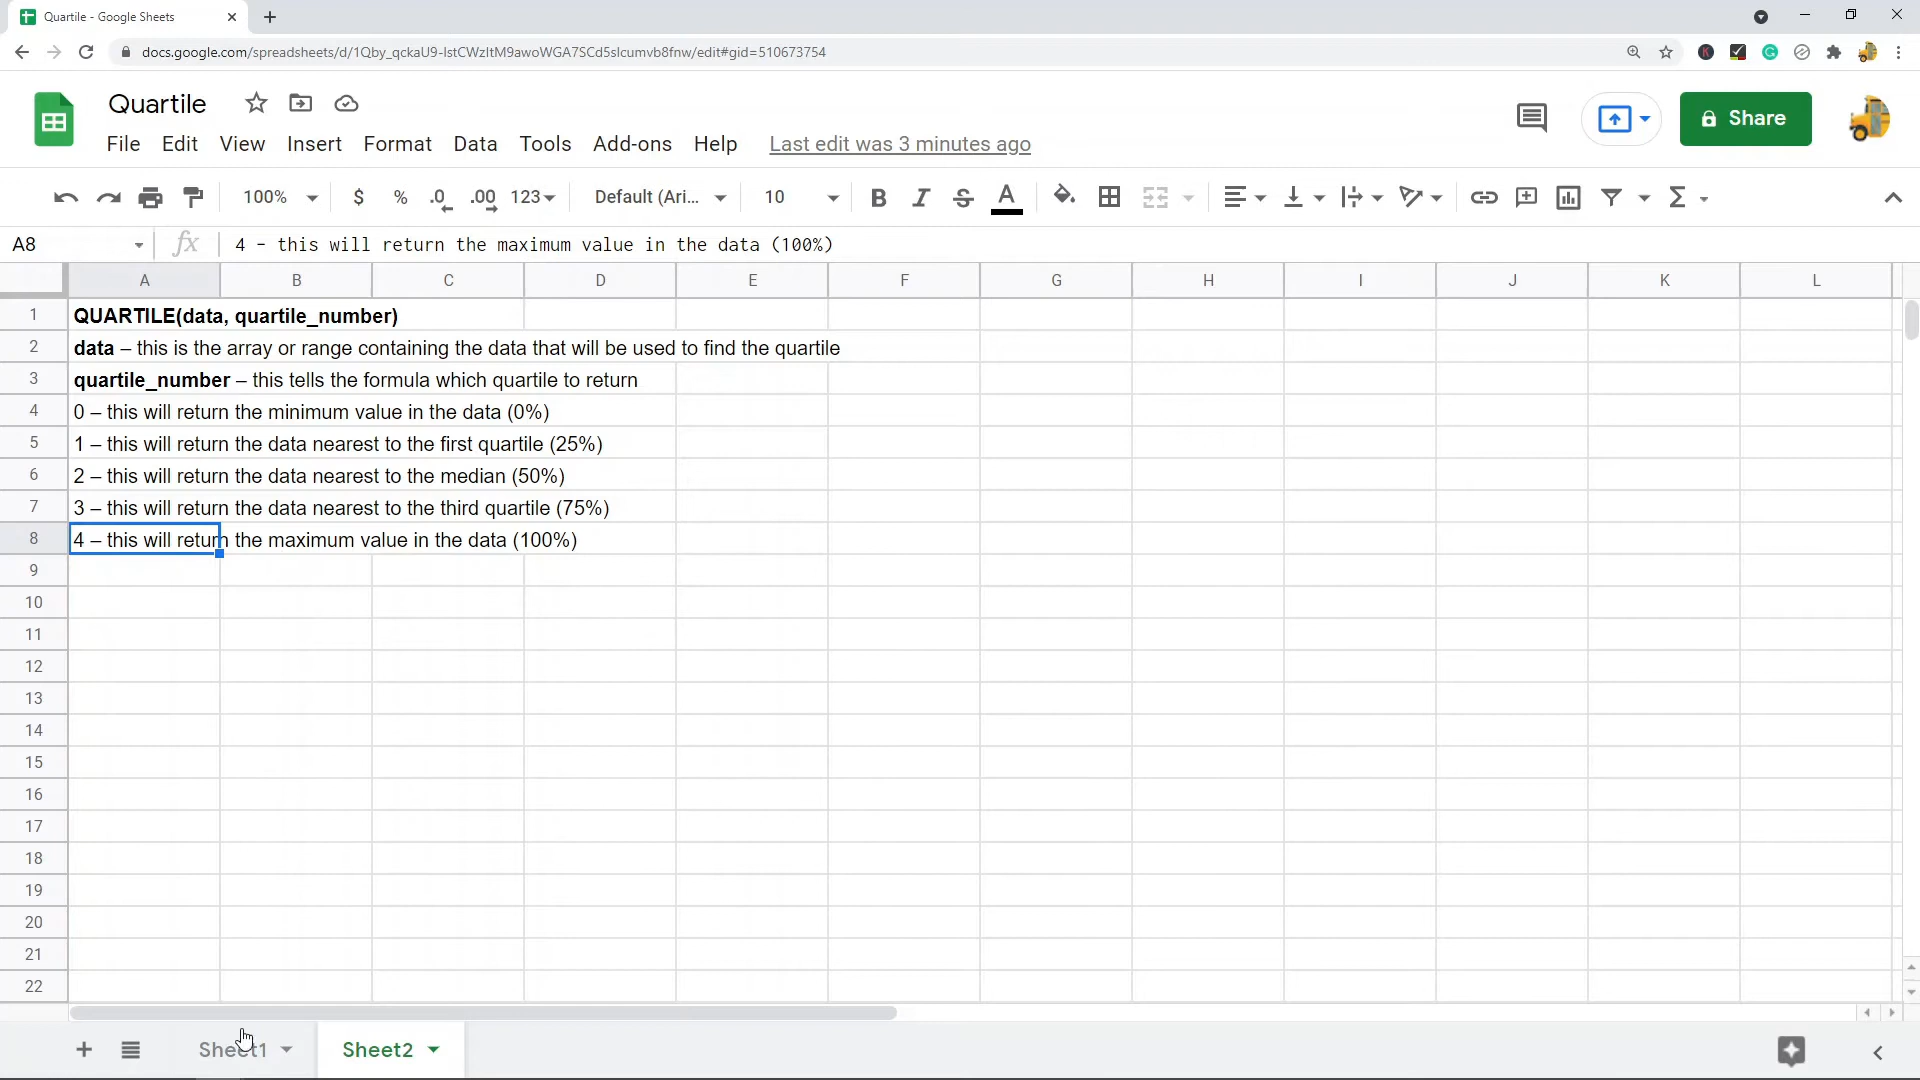 Quartile - Google Sheets
docs.google.com/spreadsheets/d/1Qby_qckaU9-IstCWzItM9awoWGA7SCd5slcumvb8fnw/edit#gid=510673754
Quartile
Share
File Edit View Insert Format Data Tools Add-ons Help Last edit was 3 minutes ago
100% $ % .0 .00 123 Default (Ari... 10 B I S A Σ
A8 fx 4 – this will return the maximum value in the data (100%)
A B C D E F G H I J K L
1 QUARTILE(data, quartile_number)
2 data – this is the array or range containing the data that will be used to find the quartile
3 quartile_number – this tells the formula which quartile to return
4 0 – this will return the minimum value in the data (0%)
5 1 – this will return the data nearest to the first quartile (25%)
6 2 – this will return the data nearest to the median (50%)
7 3 – this will return the data nearest to the third quartile (75%)
8 4 – this will return the maximum value in the data (100%)
9
10
11
12
13
14
15
16
17
18
19
20
21
22
Sheet1 Sheet2